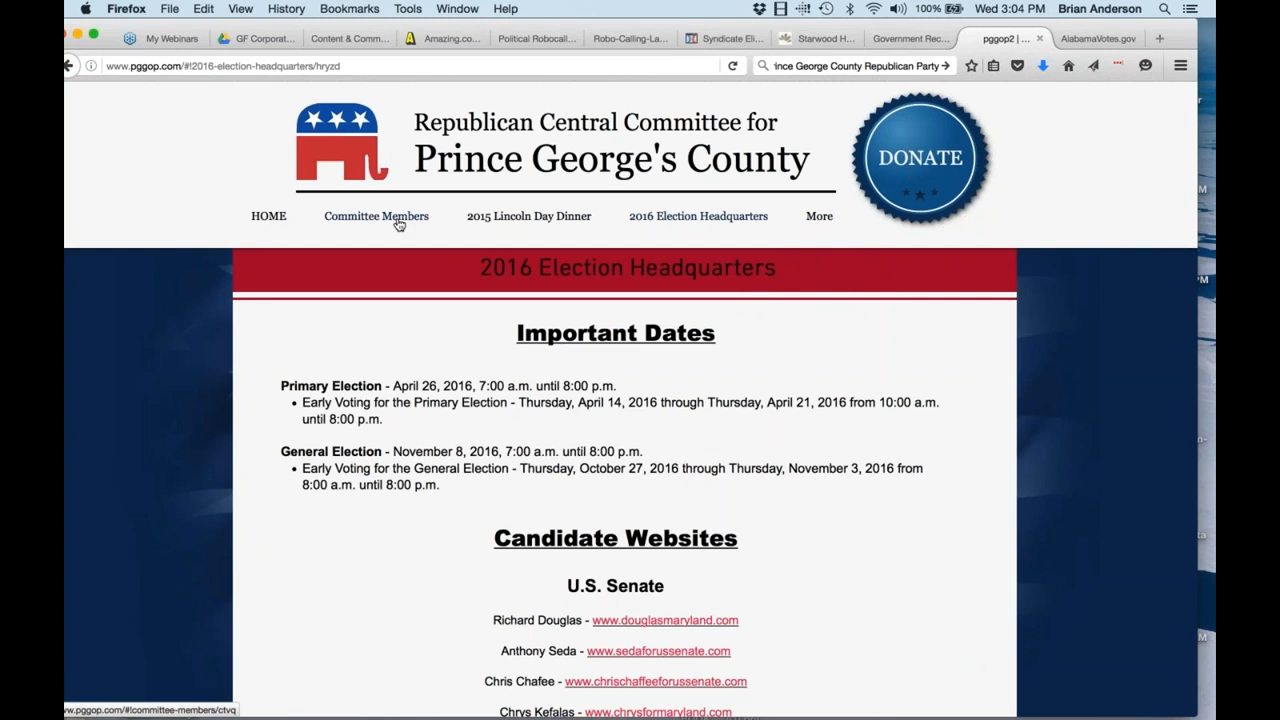 Firefox File Edit View History Bookmarks Tools Window Help 100% Wed 3:04 PM Brian Anderson
My Webinars GF Corporat... Content & Comm... Amazing.co... Political Robocall... Robo-Calling-La... Syndicate Eli... Starwood H... Government Rec... pggop2 | ... AlabamaVotes.gov
www.pggop.com/#!2016-election-headquarters/hryzd ince George County Republican Party
Republican Central Committee for
Prince George's County
DONATE
HOME Committee Members 2015 Lincoln Day Dinner 2016 Election Headquarters More
2016 Election Headquarters
Important Dates
Primary Election - April 26, 2016, 7:00 a.m. until 8:00 p.m.
• Early Voting for the Primary Election - Thursday, April 14, 2016 through Thursday, April 21, 2016 from 10:00 a.m.
until 8:00 p.m.
General Election - November 8, 2016, 7:00 a.m. until 8:00 p.m.
• Early Voting for the General Election - Thursday, October 27, 2016 through Thursday, November 3, 2016 from
8:00 a.m. until 8:00 p.m.
Candidate Websites
U.S. Senate
Richard Douglas - www.douglasmaryland.com
Anthony Seda - www.sedaforussenate.com
Chris Chafee - www.chrischaffeeforussenate.com
Chrys Kefalas - www.chrysformaryland.com
w.pggop.com/#!committee-members/ctvq